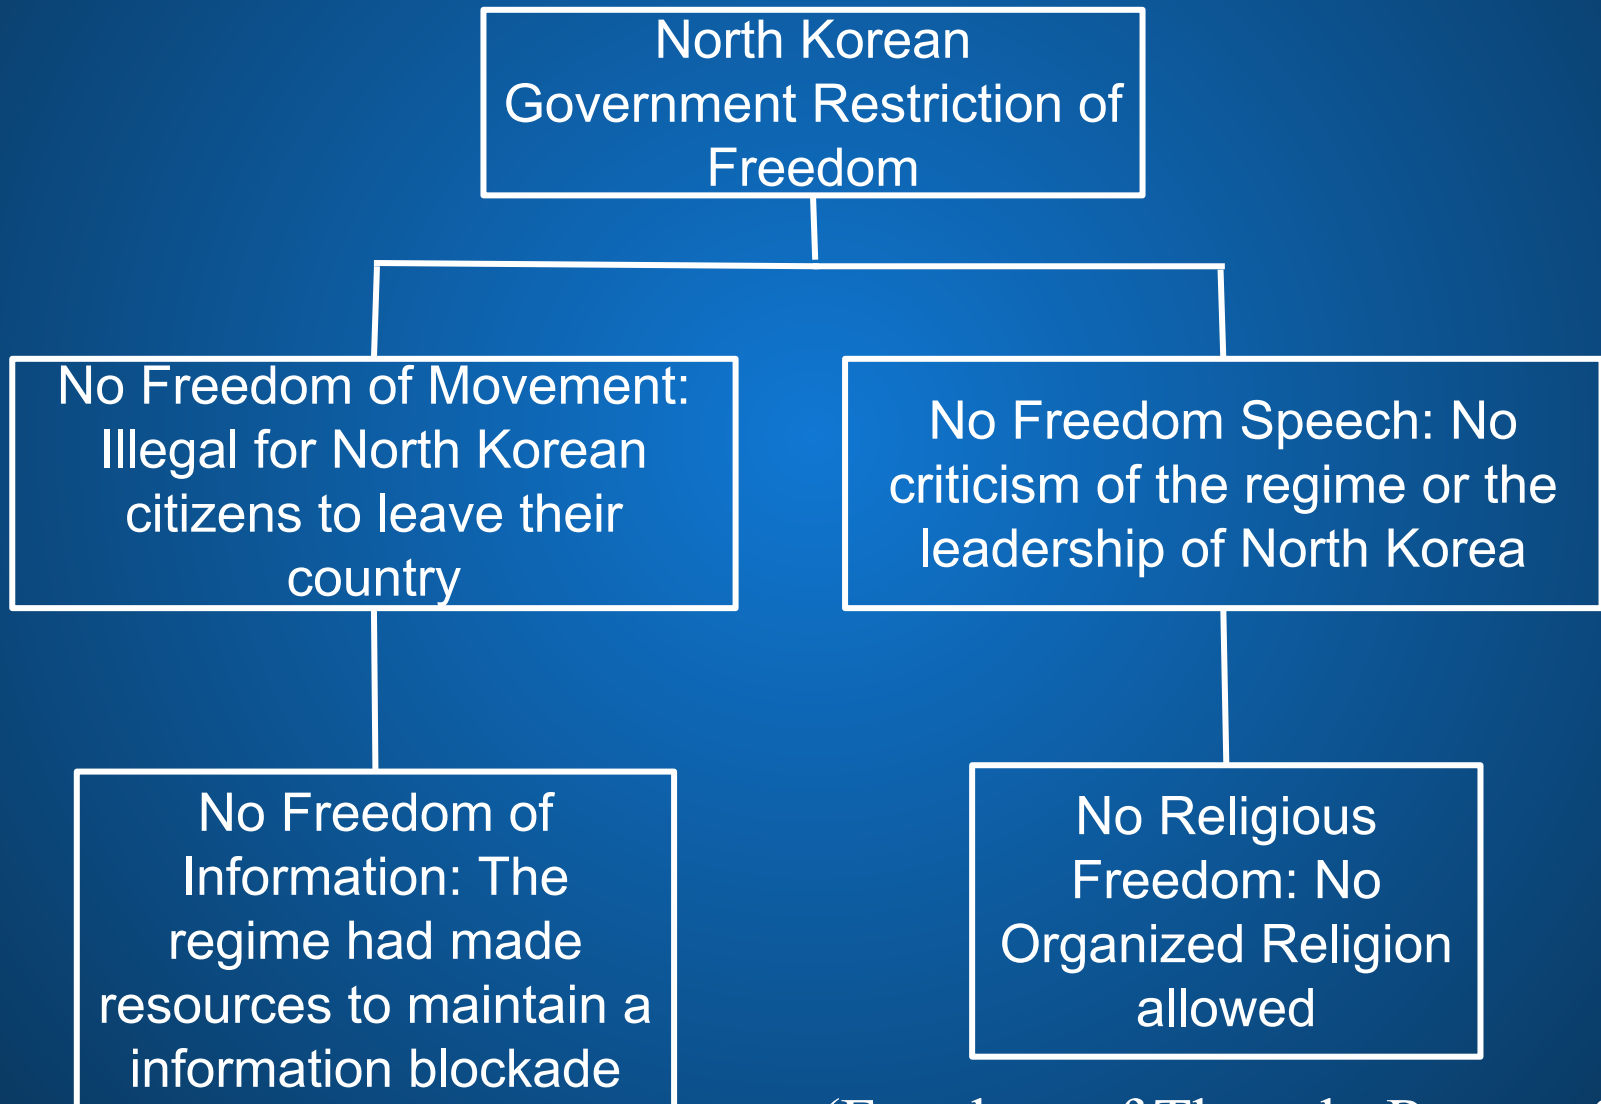 North Korean
Government Restriction of
Freedom
No Freedom of Movement:
Illegal for North Korean
citizens to leave their
country
No Freedom Speech: No
criticism of the regime or the
leadership of North Korea
No Freedom of
Information: The
regime had made
resources to maintain a
information blockade
No Religious
Freedom: No
Organized Religion
allowed